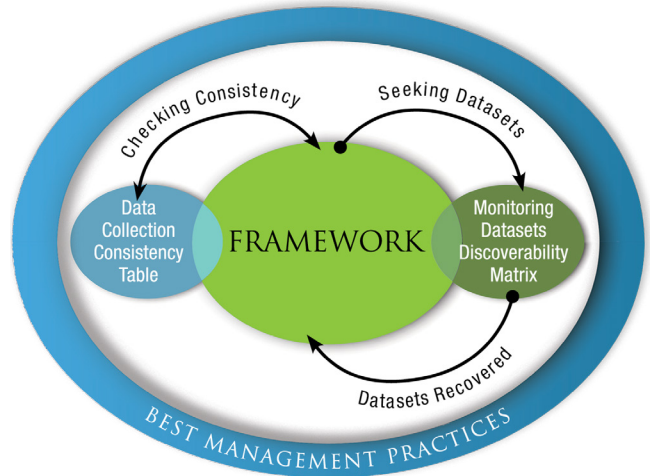 Checking Consistency
Seeking Datasets
Data
Collection
Consistency
Table
FRAMEWORK
Monitoring
Datasets
Discoverability
Matrix
Datasets Recovered
BEST MANAGEMENT PRACTICES